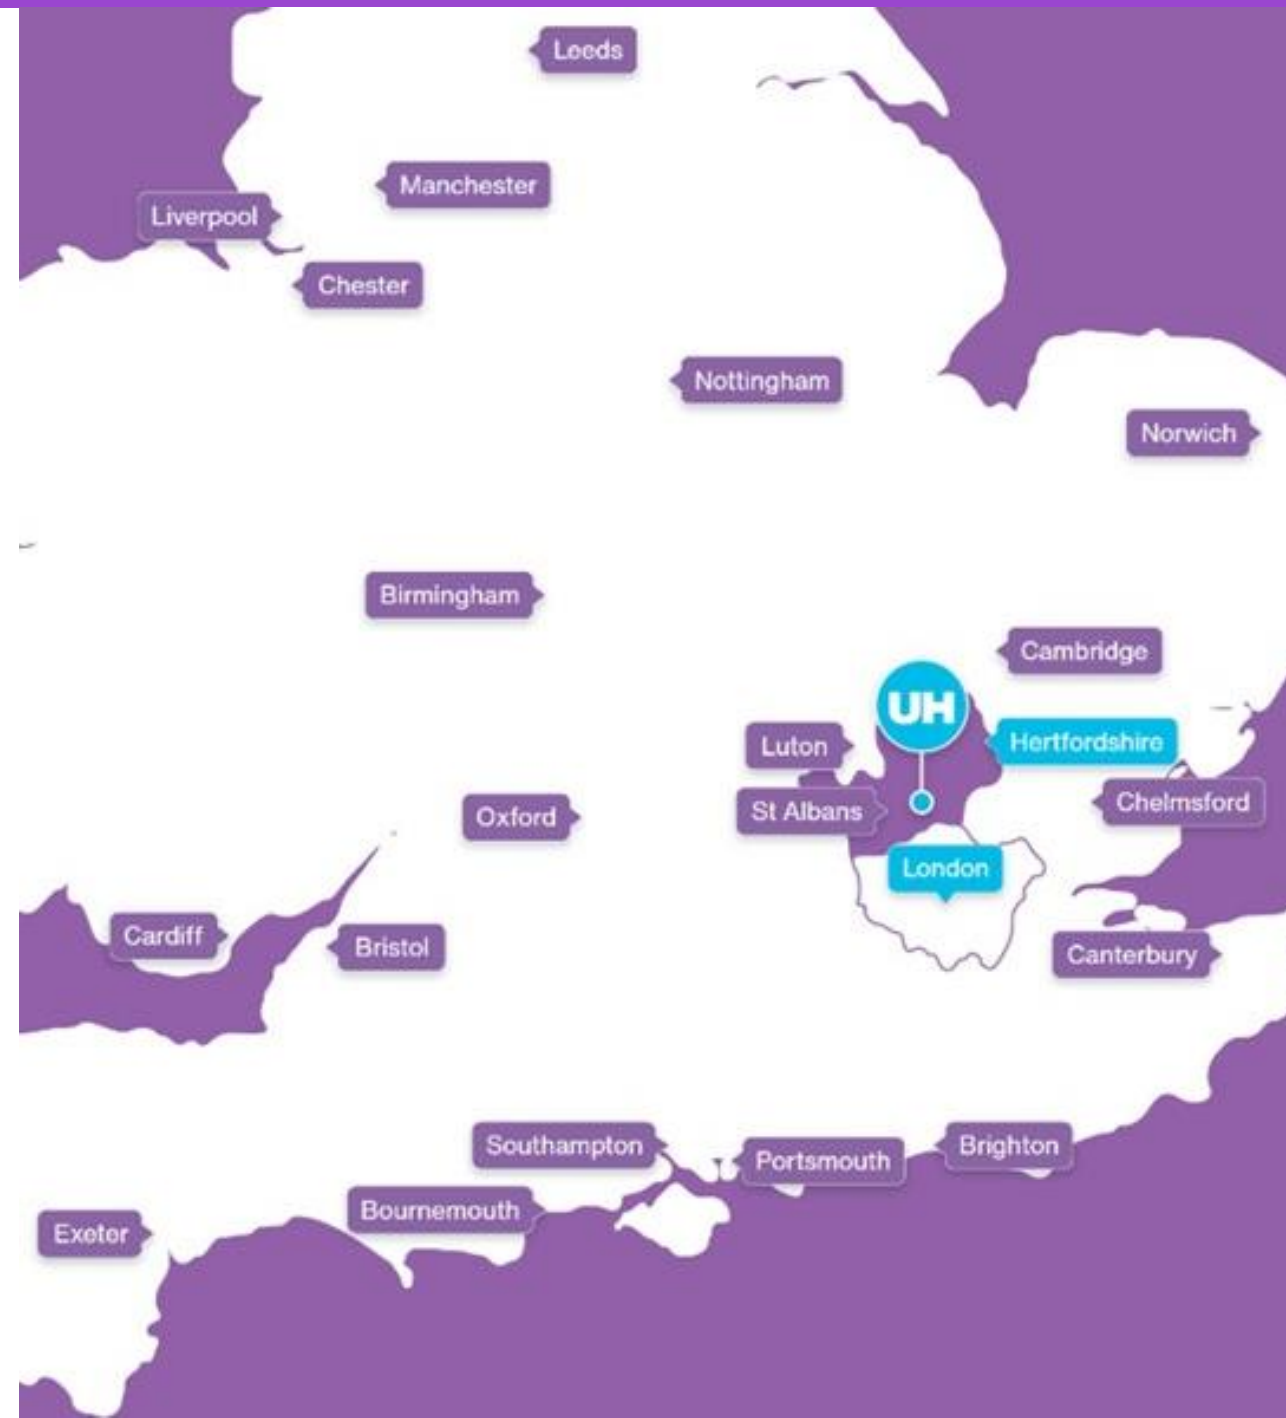 Leeds
Manchester
Liverpool
Chester
Nottingham
Norwich
Birmingham
Cambridge
UH
Luton
Hertfordshire
St Albans
Chelmsford
Oxford
London
Cardiff
Bristol
Canterbury
Southampton
Portsmouth
Brighton
Bournemouth
Exeter